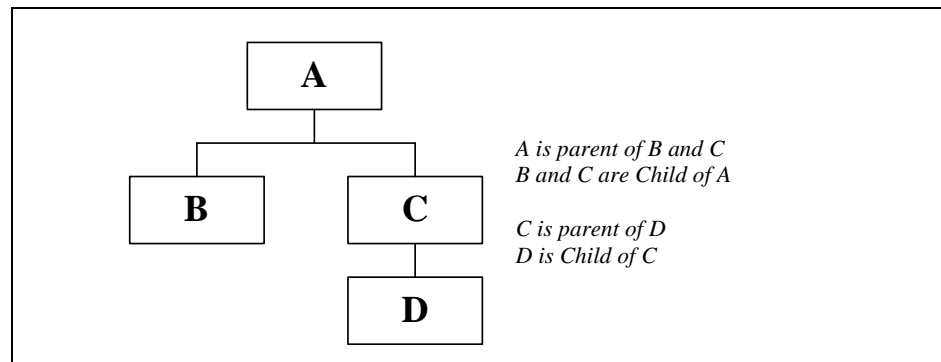 A
A is parent of B and C
B and C are Child of A
B
C
C is parent of D
D is Child of C
D